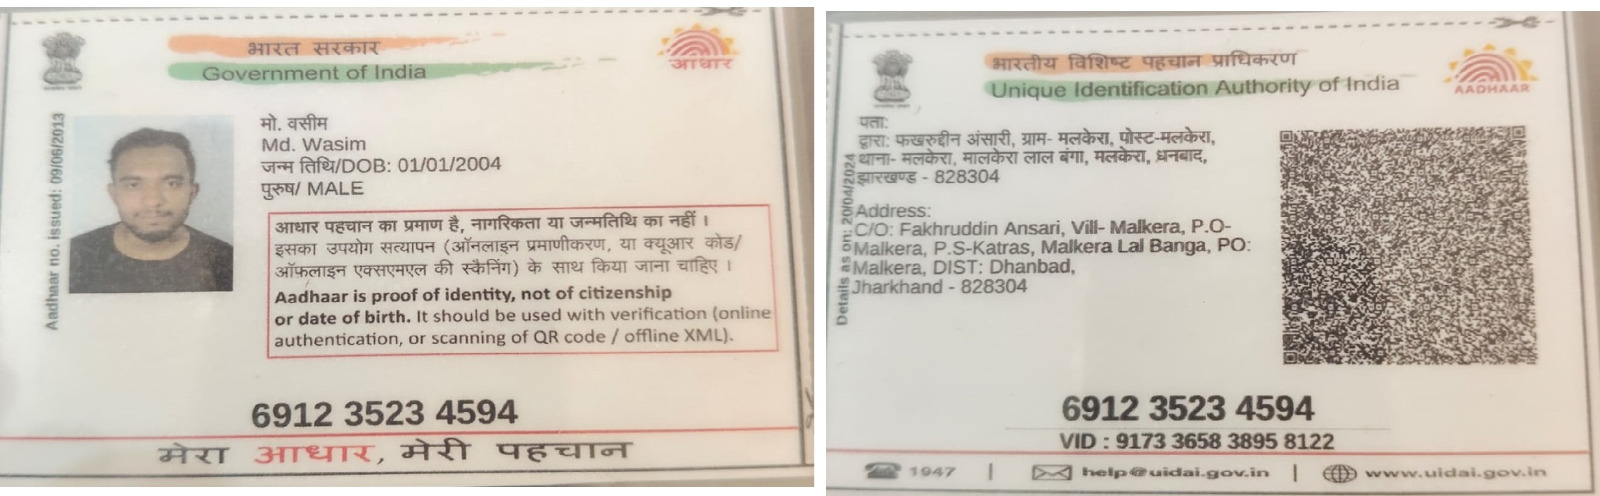 भारत सरकार
Government of India
आधार
Aadhaar no. issued: 09/06/2013
मो. वसीम
Md. Wasim
जन्म तिथि/DOB: 01/01/2004
पुरुष/ MALE
आधार पहचान का प्रमाण है, नागरिकता या जन्मतिथि का नहीं ।
इसका उपयोग सत्यापन (ऑनलाइन प्रमाणीकरण, या क्यूआर कोड/
ऑफ़लाइन एक्सएमएल की स्कैनिंग) के साथ किया जाना चाहिए ।
Aadhaar is proof of identity, not of citizenship
or date of birth. It should be used with verification (online
authentication, or scanning of QR code / offline XML).
6912 3523 4594
मेरा आधार, मेरी पहचान
भारतीय विशिष्ट पहचान प्राधिकरण
Unique Identification Authority of India
AADHAAR
Details as on: 20/04/2024
पता:
द्वारा: फखरुद्दीन अंसारी, ग्राम- मलकेरा, पोस्ट-मलकेरा,
थाना- मलकेरा, मालकेरा लाल बंगा, मलकेरा, धनबाद,
झारखण्ड - 828304
Address:
C/O: Fakhruddin Ansari, Vill- Malkera, P.O-
Malkera, P.S-Katras, Malkera Lal Banga, PO:
Malkera, DIST: Dhanbad,
Jharkhand - 828304
6912 3523 4594
VID : 9173 3658 3895 8122
1947 | help@uidai.gov.in | www.uidai.gov.in